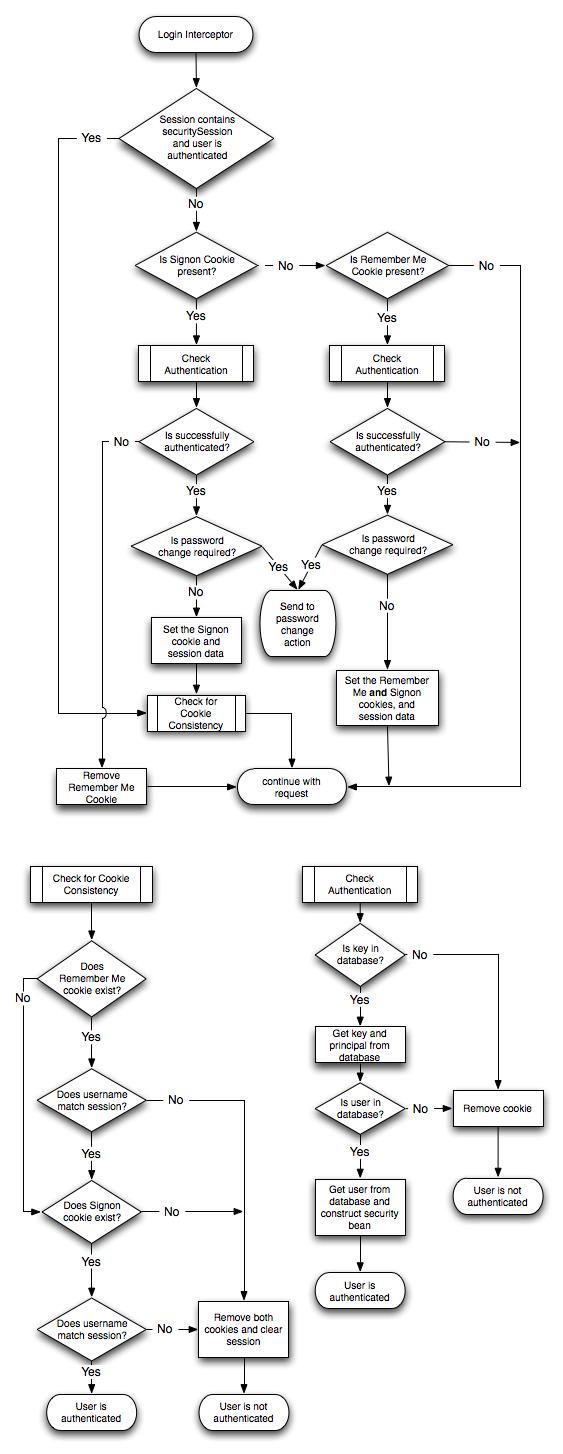 Login Interceptor
Session contains
securitySession
and user is
authenticated
Yes
No
Is Signon Cookie
present?
No
Is Remember Me
Cookie present?
No
Yes
Yes
Check
Authentication
Check
Authentication
No
Is successfully
authenticated?
Is successfully
authenticated?
No
Yes
Yes
Is password
change required?
Is password
change required?
Yes
Yes
No
No
Send to
password
change
action
Set the Signon
cookie and
session data
Set the Remember
Me and Signon
cookies, and
session data
Check for
Cookie
Consistency
Remove
Remember Me
Cookie
continue with
request
Check for Cookie
Consistency
Does
Remember Me
cookie exist?
No
Yes
Does username
match session?
No
Yes
Does Signon
cookie exist?
No
Yes
Does username
match session?
No
Remove both
cookies and clear
session
Yes
User is
authenticated
User is not
authenticated
Check
Authentication
Is key in
database?
No
Yes
Get key and
principal from
database
Is user in
database?
No
Remove cookie
Yes
Get user from
database and
construct security
bean
User is not
authenticated
User is
authenticated